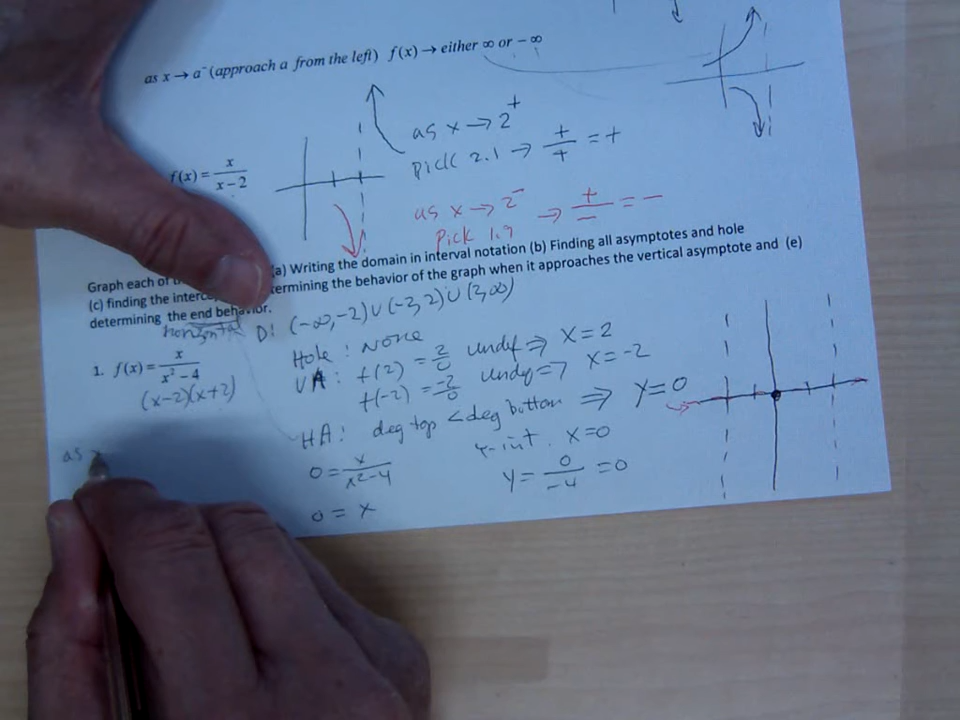 as x → a⁻ (approach a from the left) f(x) → either ∞ or − ∞
as x → 2⁺
Pick 2.1 → +/+ = +
f(x) = x/(x−2)
as x → 2⁻ → +/− = −
Pick 1.9
Graph each of (a) Writing the domain in interval notation (b) Finding all asymptotes and hole
(c) finding the termining the behavior of the graph when it approaches the vertical asymptote and (e)
determining the end behavior.
horizontal
D: (-∞,-2)∪(-2,2)∪(2,∞)
Hole: None
1. f(x) = x/(x²−4)
(x-2)(x+2)
VA: f(2) = 2/0 undef ⇒ x = 2
f(-2) = -2/0 undef ⇒ x = -2
HA: deg top < deg bottom ⇒ y=0
as x
0 = x/(x²-4)
0 = x
y-int. x=0
y = 0/-4 = 0